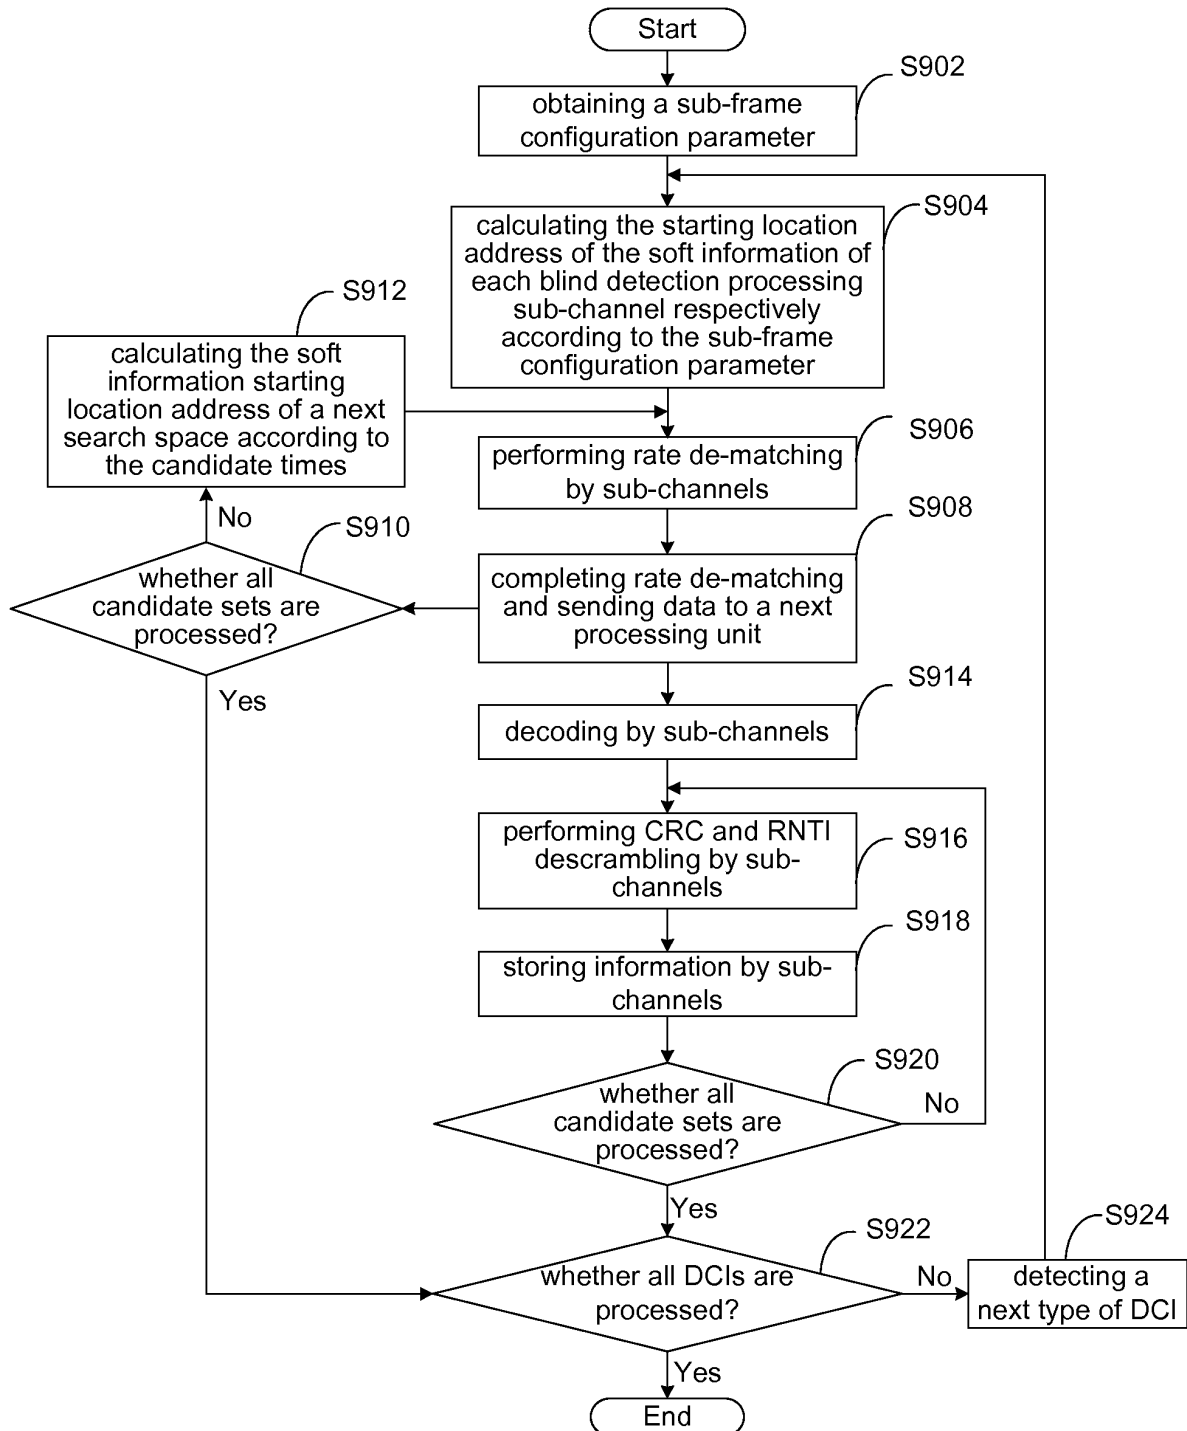 Start
S902
obtaining a sub-frame
configuration parameter
S904
calculating the starting location
address of the soft information of
each blind detection processing
sub-channel respectively
according to the sub-frame
configuration parameter
S912
calculating the soft
information starting
location address of a next
search space according to
the candidate times
S906
performing rate de-matching
by sub-channels
S908
completing rate de-matching
and sending data to a next
processing unit
No
S910
whether all
candidate sets are
processed?
Yes
S914
decoding by sub-channels
S916
performing CRC and RNTI
descrambling by sub-
channels
S918
storing information by sub-
channels
S920
whether all
candidate sets are
processed?
No
Yes
S922
whether all DCIs are
processed?
No
S924
detecting a
next type of DCI
Yes
End